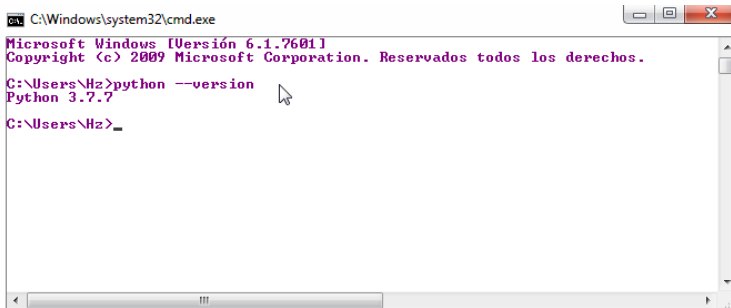 C:\Windows\system32\cmd.exe
Microsoft Windows [Versión 6.1.7601]
Copyright (c) 2009 Microsoft Corporation. Reservados todos los derechos.
C:\Users\Hz>python --version
Python 3.7.7
C:\Users\Hz>_